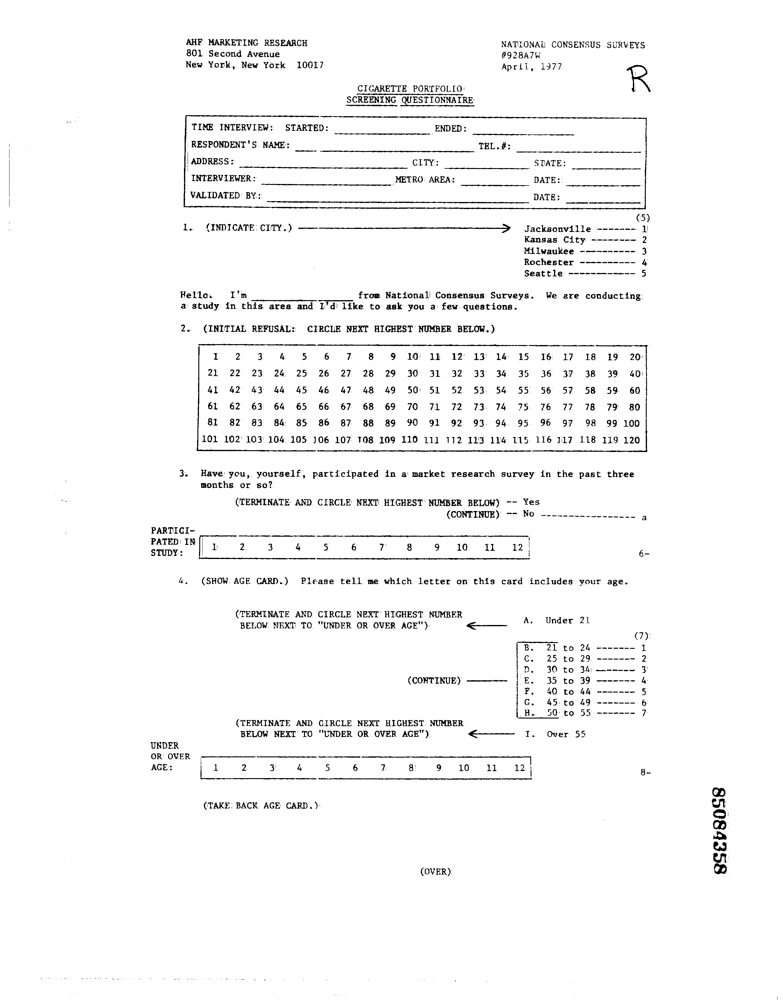 AHF MARKETING RESEARCH
801 Second Avenue
New York, New York 10017
NATIONAL CONSENSUS SURVEYS
#928A7W
April, 1977
R
CIGARETTE PORTFOLIO
SCREENING QUESTIONNAIRE
TIME INTERVIEW: STARTED: ____________ ENDED: ____________
RESPONDENT'S NAME: ____________ TEL.#: ____________
ADDRESS: ____________ CITY: ____________ STATE: ____________
INTERVIEWER: ____________ METRO AREA: ____________ DATE: ____________
VALIDATED BY: ____________ DATE: ____________
(5)
1. (INDICATE CITY.) Jacksonville ------- 1
Kansas City -------- 2
Milwaukee ---------- 3
Rochester ---------- 4
Seattle ------------ 5
Hello. I'm ____________ from National Consensus Surveys. We are conducting
a study in this area and I'd like to ask you a few questions.
2. (INITIAL REFUSAL: CIRCLE NEXT HIGHEST NUMBER BELOW.)
1 2 3 4 5 6 7 8 9 10 11 12 13 14 15 16 17 18 19 20
21 22 23 24 25 26 27 28 29 30 31 32 33 34 35 36 37 38 39 40
41 42 43 44 45 46 47 48 49 50 51 52 53 54 55 56 57 58 59 60
61 62 63 64 65 66 67 68 69 70 71 72 73 74 75 76 77 78 79 80
81 82 83 84 85 86 87 88 89 90 91 92 93 94 95 96 97 98 99 100
101 102 103 104 105 106 107 108 109 110 111 112 113 114 115 116 117 118 119 120
3. Have you, yourself, participated in a market research survey in the past three
months or so?
(TERMINATE AND CIRCLE NEXT HIGHEST NUMBER BELOW) -- Yes
(CONTINUE) -- No ----------------- a
PARTICI-
PATED IN
STUDY: 1 2 3 4 5 6 7 8 9 10 11 12
6-
4. (SHOW AGE CARD.) Please tell me which letter on this card includes your age.
(TERMINATE AND CIRCLE NEXT HIGHEST NUMBER
BELOW NEXT TO "UNDER OR OVER AGE") A. Under 21
(7)
B. 21 to 24 ------- 1
C. 25 to 29 ------- 2
D. 30 to 34 ------- 3
(CONTINUE) E. 35 to 39 ------- 4
F. 40 to 44 ------- 5
G. 45 to 49 ------- 6
H. 50 to 55 ------- 7
(TERMINATE AND CIRCLE NEXT HIGHEST NUMBER
BELOW NEXT TO "UNDER OR OVER AGE") I. Over 55
UNDER
OR OVER
AGE: 1 2 3 4 5 6 7 8 9 10 11 12
8-
(TAKE BACK AGE CARD.)
(OVER)
85084358